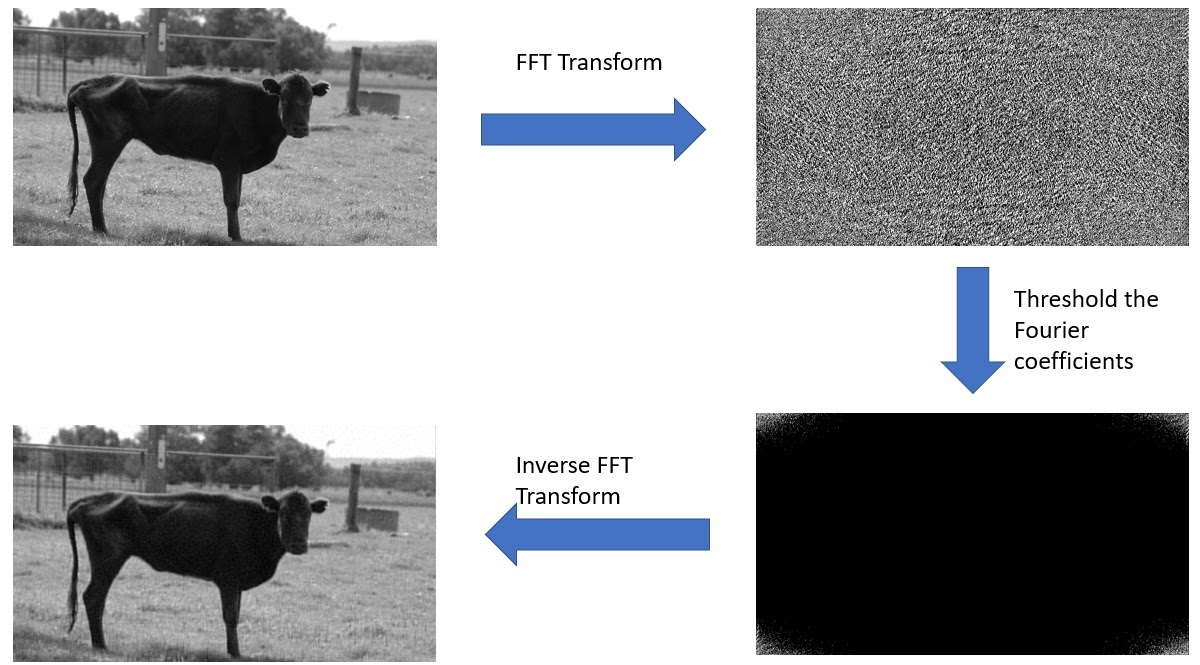 FFT Transform
Threshold the
Fourier
coefficients
Inverse FFT
Transform